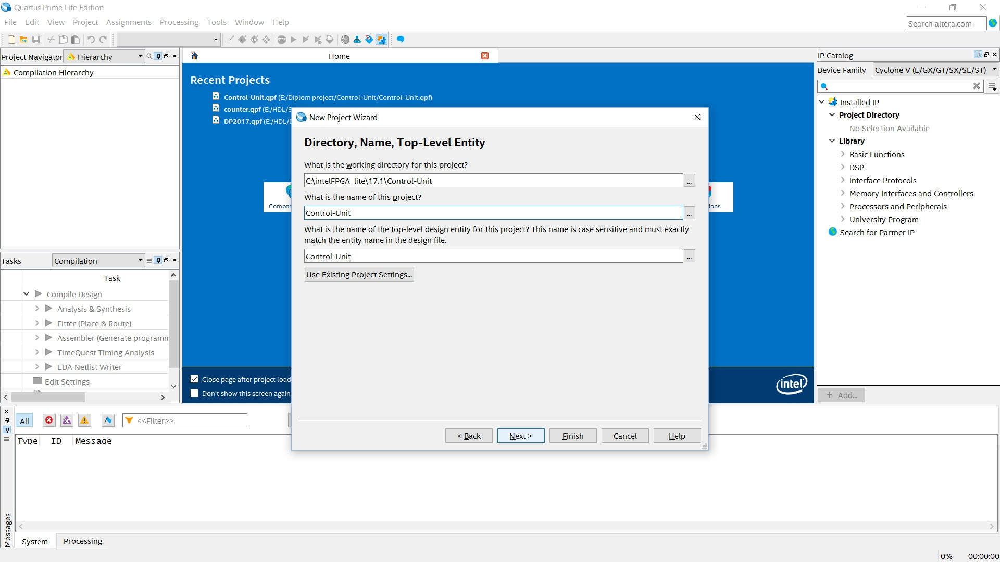 Quartus Prime Lite Edition
File Edit View Project Assignments Processing Tools Window Help
Search altera.com
STOP
Project Navigator Hierarchy
Compilation Hierarchy
Home
Recent Projects
Control-Unit.qpf (E:/Diplom project/Control-Unit/Control-Unit.qpf)
counter.qpf (E:/HDL/S
DP2017.qpf (E:/HDL/
Compar
ions
New Project Wizard
Directory, Name, Top-Level Entity
What is the working directory for this project?
C:\intelFPGA_lite\17.1\Control-Unit
...
What is the name of this project?
Control-Unit
...
What is the name of the top-level design entity for this project? This name is case sensitive and must exactly
match the entity name in the design file.
Control-Unit
...
Use Existing Project Settings...
< Back Next > Finish Cancel Help
Close page after project load
Don't show this screen again
intel
IP Catalog
Device Family Cyclone V (E/GX/GT/SX/SE/ST)
Installed IP
Project Directory
No Selection Available
Library
Basic Functions
DSP
Interface Protocols
Memory Interfaces and Controllers
Processors and Peripherals
University Program
Search for Partner IP
+ Add...
Tasks Compilation
Task
Compile Design
Analysis & Synthesis
Fitter (Place & Route)
Assembler (Generate programm
TimeQuest Timing Analysis
EDA Netlist Writer
Edit Settings
All
<<Filter>>
Type ID Message
Messages
System Processing
0% 00:00:00